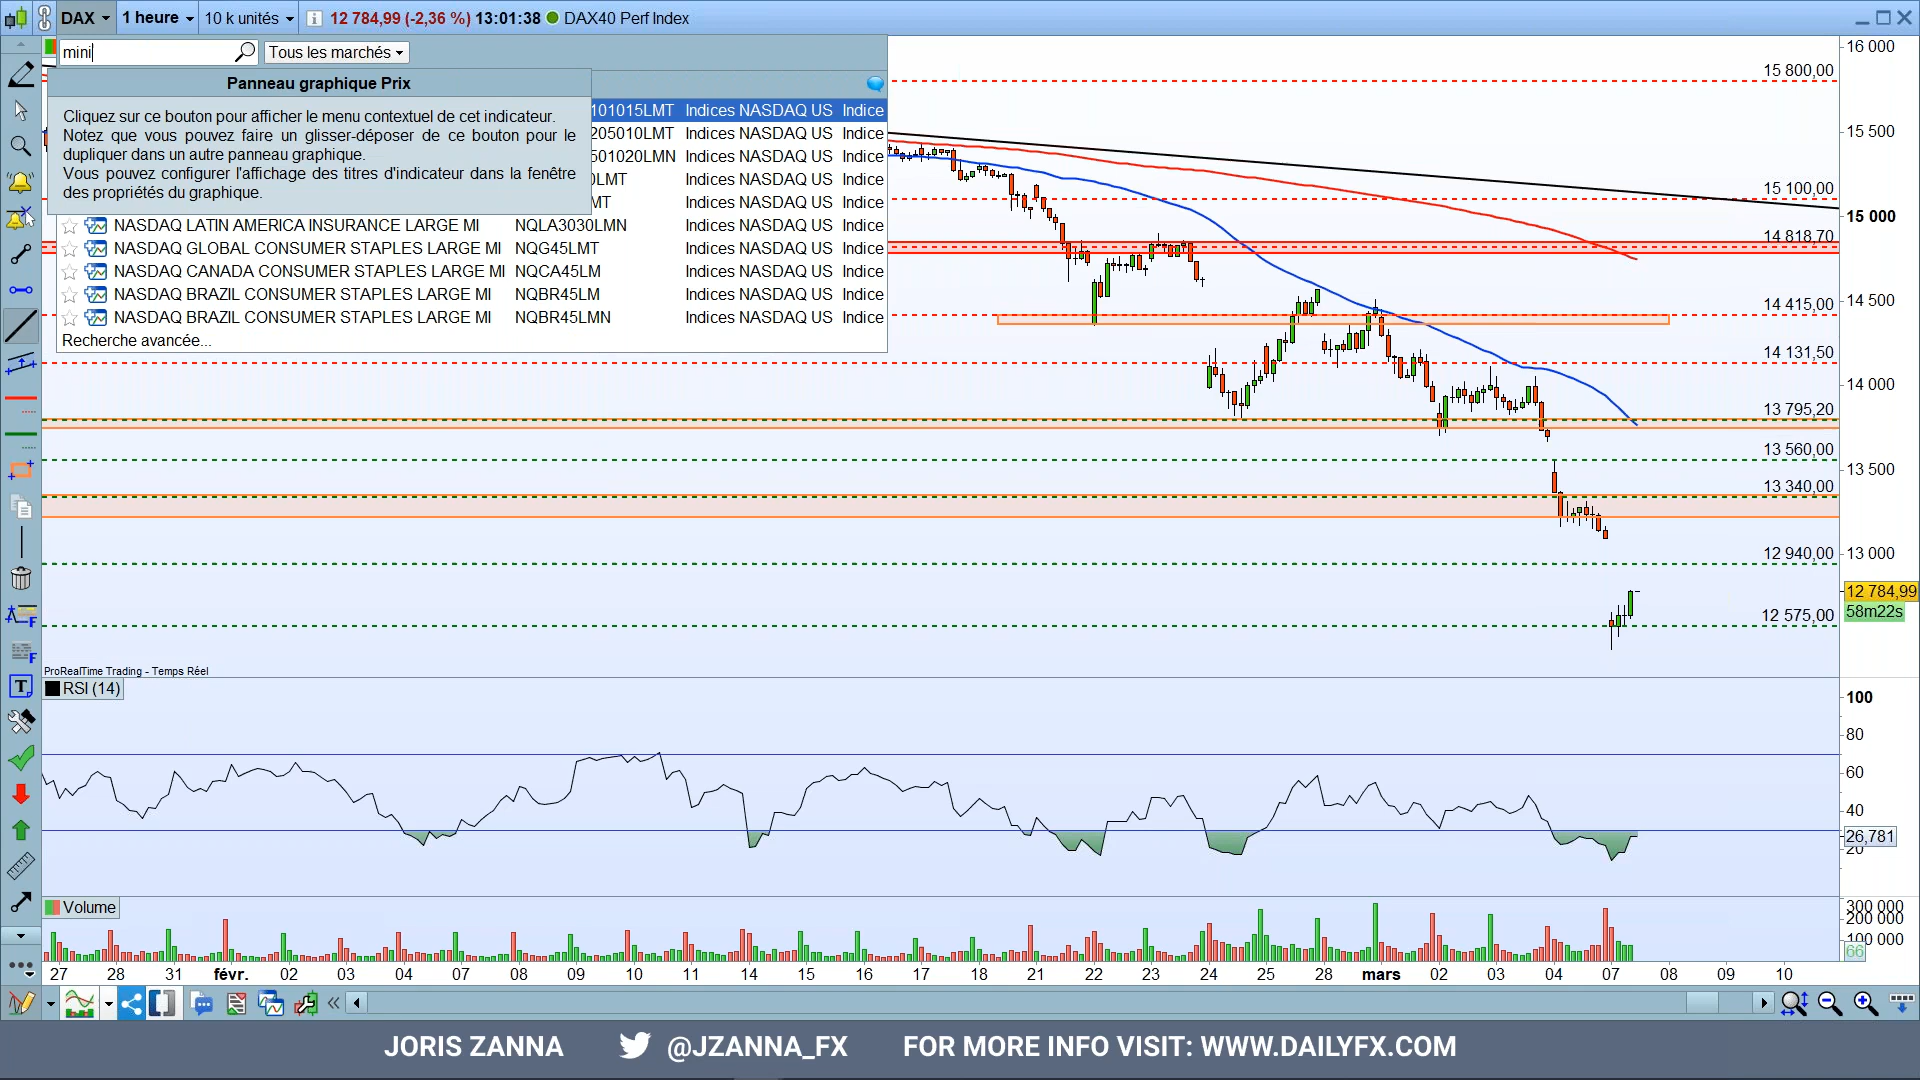 DAX 1 heure 10 k unités 12 784,99 (-2,36 %) 13:01:38 DAX40 Perf Index
mini Tous les marchés
Panneau graphique Prix
Cliquez sur ce bouton pour afficher le menu contextuel de cet indicateur.
Notez que vous pouvez faire un glisser-déposer de ce bouton pour le
dupliquer dans un autre panneau graphique.
Vous pouvez configurer l'affichage des titres d'indicateur dans la fenêtre
des propriétés du graphique.
101015LMT Indices NASDAQ US Indice
205010LMT Indices NASDAQ US Indice
501020LMN Indices NASDAQ US Indice
0LMT Indices NASDAQ US Indice
MT Indices NASDAQ US Indice
NASDAQ LATIN AMERICA INSURANCE LARGE MI NQLA3030LMN Indices NASDAQ US Indice
NASDAQ GLOBAL CONSUMER STAPLES LARGE MI NQG45LMT Indices NASDAQ US Indice
NASDAQ CANADA CONSUMER STAPLES LARGE MI NQCA45LM Indices NASDAQ US Indice
NASDAQ BRAZIL CONSUMER STAPLES LARGE MI NQBR45LM Indices NASDAQ US Indice
NASDAQ BRAZIL CONSUMER STAPLES LARGE MI NQBR45LMN Indices NASDAQ US Indice
Recherche avancée...
16 000
15 800,00
15 500
15 100,00
15 000
14 818,70
14 500
14 415,00
14 131,50
14 000
13 795,20
13 560,00
13 500
13 340,00
13 000
12 940,00
12 784,99
58m22s
12 575,00
ProRealTime Trading - Temps Réel
RSI (14)
100
80
60
40
26,781
20
Volume
300 000
200 000
100 000
66
27 28 31 févr. 02 03 04 07 08 09 10 11 14 15 16 17 18 21 22 23 24 25 28 mars 02 03 04 07 08 09 10
JORIS ZANNA @JZANNA_FX FOR MORE INFO VISIT: WWW.DAILYFX.COM